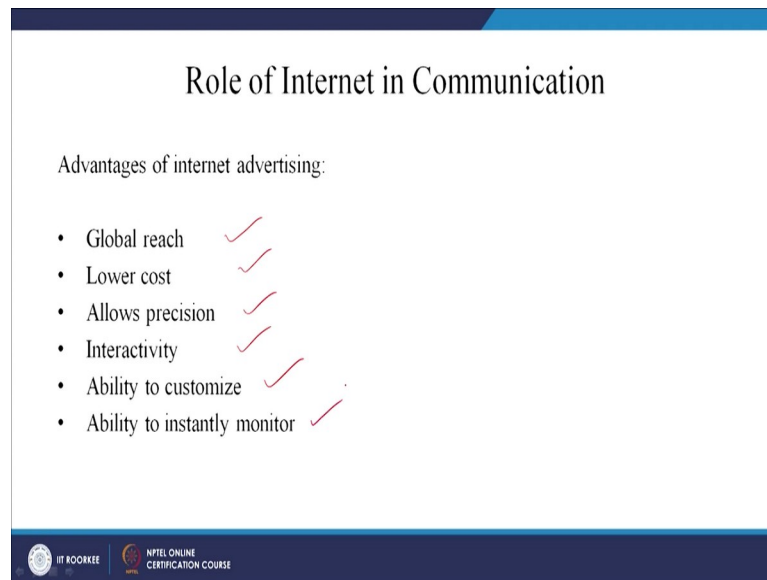 Role of Internet in Communication
Advantages of internet advertising:
• Global reach
• Lower cost
• Allows precision
• Interactivity
• Ability to customize
• Ability to instantly monitor
IIT ROORKEE
NPTEL ONLINE
CERTIFICATION COURSE
NPTEL